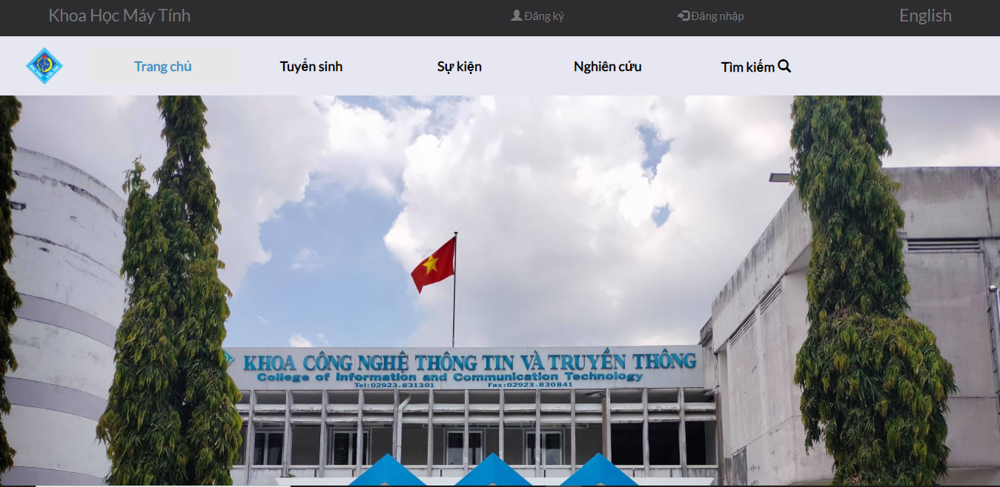 Khoa Học Máy Tính
Đăng ký
Đăng nhập
English
Trang chủ
Tuyển sinh
Sự kiện
Nghiên cứu
Tìm kiếm
KHOA CÔNG NGHỆ THÔNG TIN VÀ TRUYỀN THÔNG
College of Information and Communication Technology
Tel:02923.831301 Fax:02923.830841